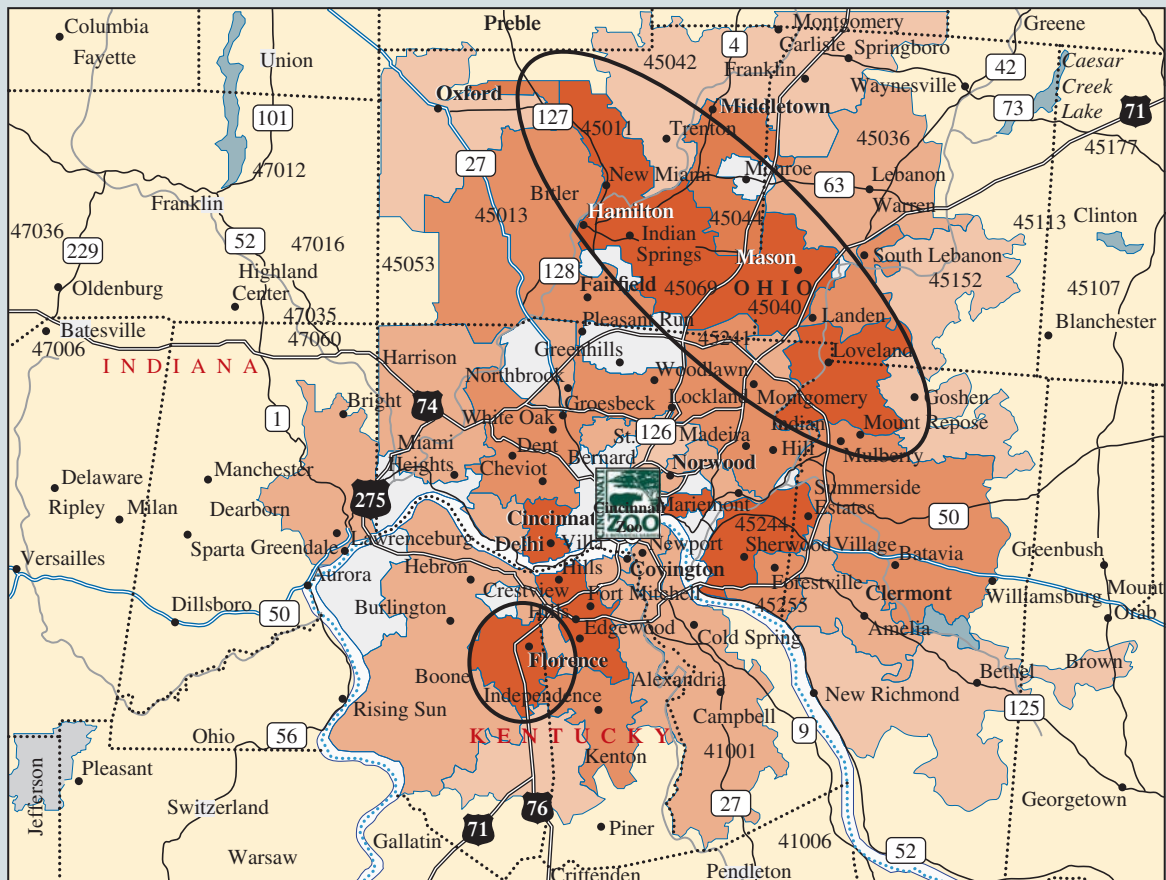 Preble
Montgomery
Greene
Columbia
Fayette
Union
4
Carlisle
Springboro
45042
Franklin
42
Caesar
Creek
Lake
Waynesville
Oxford
Middletown
73
71
101
127
45011
Trenton
45036
45177
27
47012
New Miami
Monroe
63
Lebanon
Butler
Franklin
Hamilton
45044
Warren
45013
Indian
Springs
45113
Clinton
47036
229
52
47016
Mason
South Lebanon
45053
128
Highland
Center
Fairfield
45069
OHIO
45152
Oldenburg
45040
45107
47035
Pleasant Run
Landen
Blanchester
Batesville
47060
45241
47006
Greenhills
Loveland
INDIANA
Harrison
Woodlawn
Northbrook
Bright
74
Groesbeck
Lockland
Montgomery
Goshen
1
White Oak
126
Indian
Hill
Mount Repose
Miami
Heights
Dent
St.
Bernard
Madeira
Mulberry
Manchester
Cheviot
Norwood
Delaware
275
CINCINNATI
ZOO
Cincinnati
Zoo
Summerside
Estates
Ripley
Milan
Dearborn
Mariemont
50
Cincinnati
45244
Sparta
Greendale
Lawrenceburg
Delhi
Villa
Hills
Newport
Sherwood Village
Batavia
Greenbush
Versailles
Hebron
Covington
Aurora
Crestview
Hills
Fort Mitchell
Forestville
Clermont
Williamsburg
Mount
Orab
Dillsboro
50
Burlington
45255
Edgewood
Cold Spring
Amelia
Florence
Boone
Independence
Alexandria
Bethel
Brown
Rising Sun
New Richmond
125
Ohio
56
KENTUCKY
Campbell
9
41001
Kenton
Jefferson
Pleasant
Switzerland
76
27
Georgetown
71
Gallatin
Piner
41006
52
Warsaw
Crittenden
Pendleton